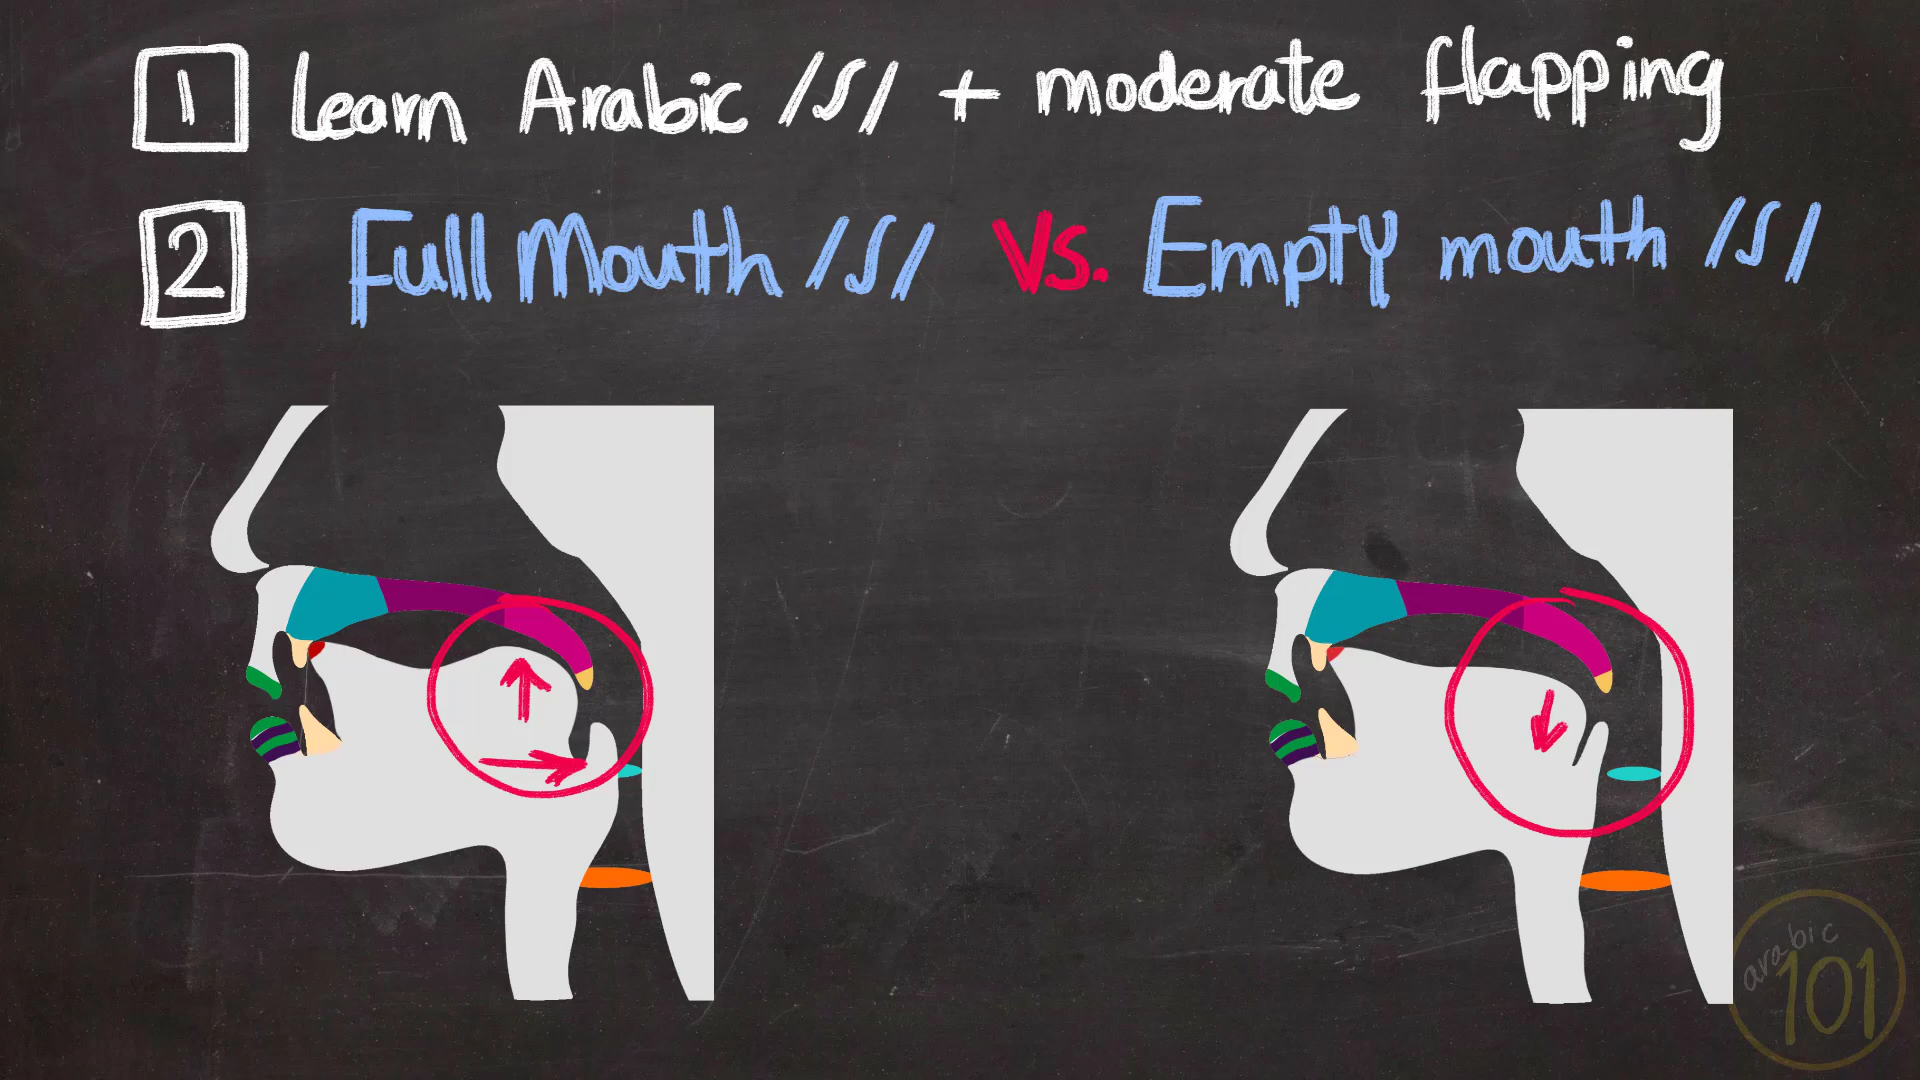 1 Learn Arabic /s/ + moderate flapping
2 Full Mouth /s/ Vs. Empty mouth /s/
arabic
101